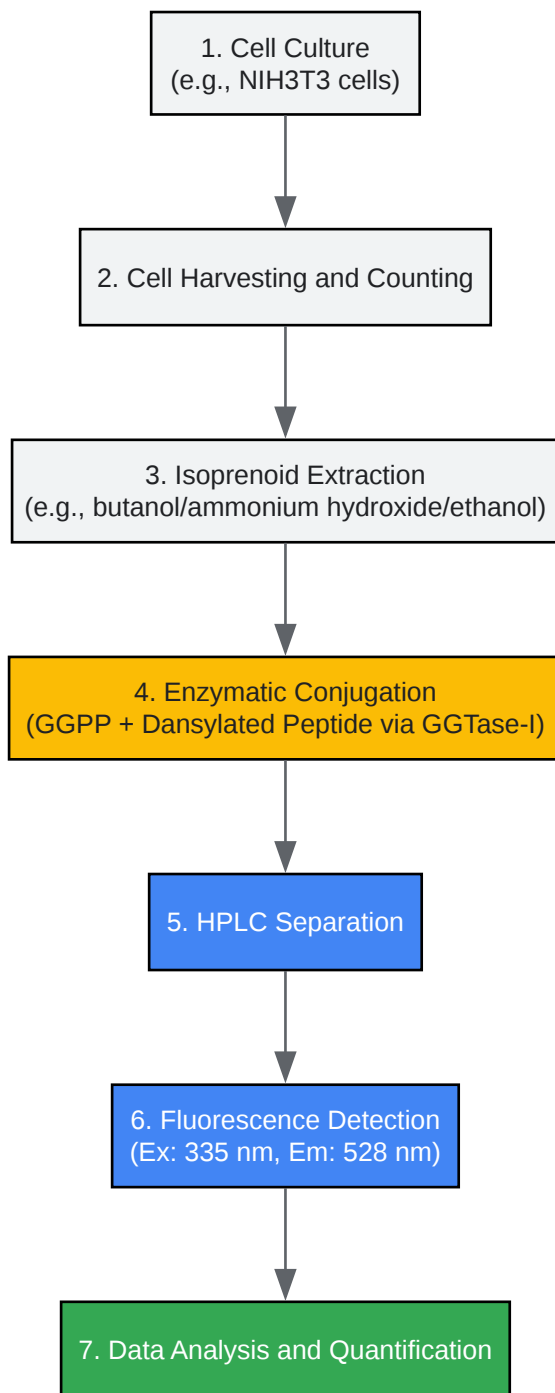 1. Cell Culture
(e.g., NIH3T3 cells)
2. Cell Harvesting and Counting
3. Isoprenoid Extraction
(e.g., butanol/ammonium hydroxide/ethanol)
4. Enzymatic Conjugation
(GGPP + Dansylated Peptide via GGTase-I)
5. HPLC Separation
6. Fluorescence Detection
(Ex: 335 nm, Em: 528 nm)
7. Data Analysis and Quantification